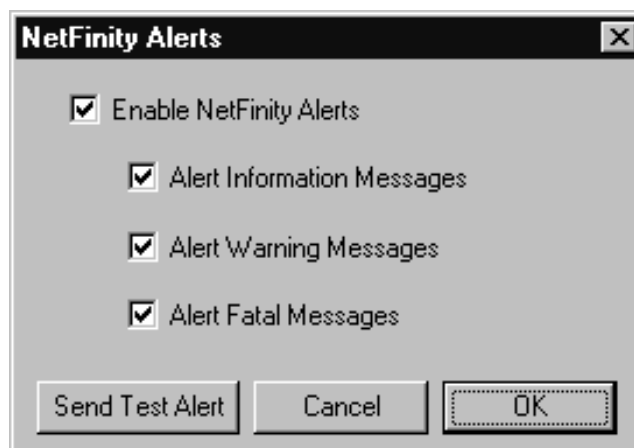 NetFinity Alerts
Enable NetFinity Alerts
Alert Information Messages
Alert Warning Messages
Alert Fatal Messages
Send Test Alert
Cancel
OK